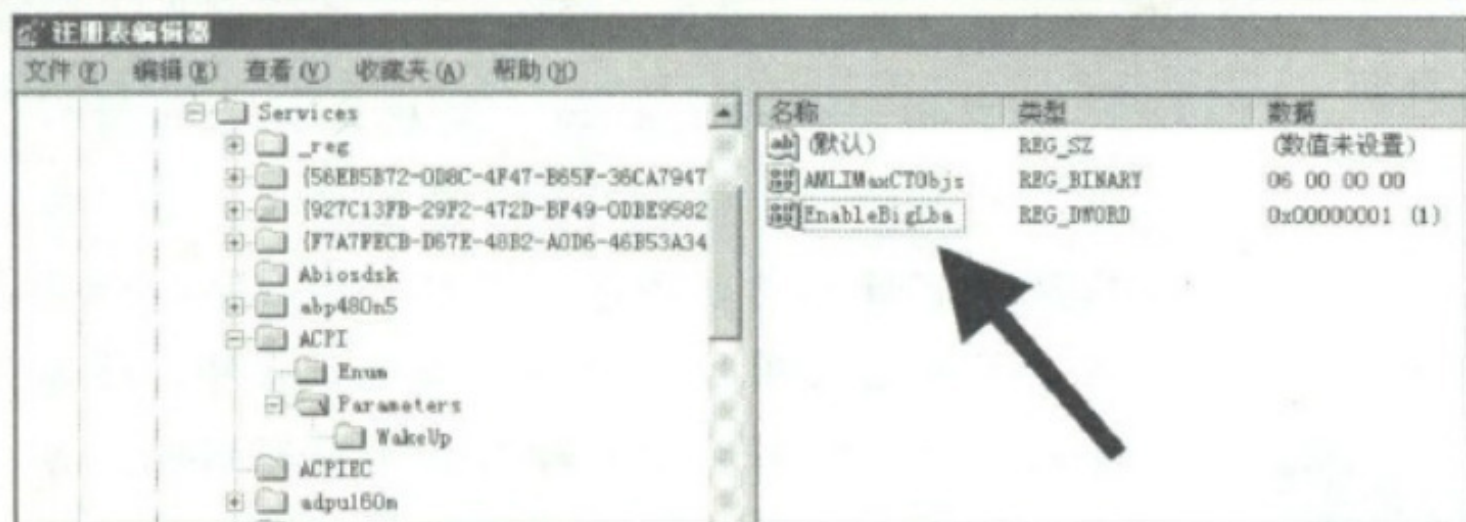 注册表编辑器
文件(F) 编辑(E) 查看(V) 收藏夹(A) 帮助(H)
Services
_reg
{56EB5B72-0D8C-4F47-B65F-36CA7947
{927C13FB-29F2-472D-BF49-0DBE9582
{F7A7FECB-D67E-48B2-A0D6-46B53A34
Abiosdsk
abp480n5
ACPI
Enum
Parameters
WakeUp
ACPIEC
adpu160m
名称 类型 数据
(默认) REG_SZ (数值未设置)
AMLIMaxCTObjs REG_BINARY 06 00 00 00
EnableBigLba REG_DWORD 0x00000001 (1)